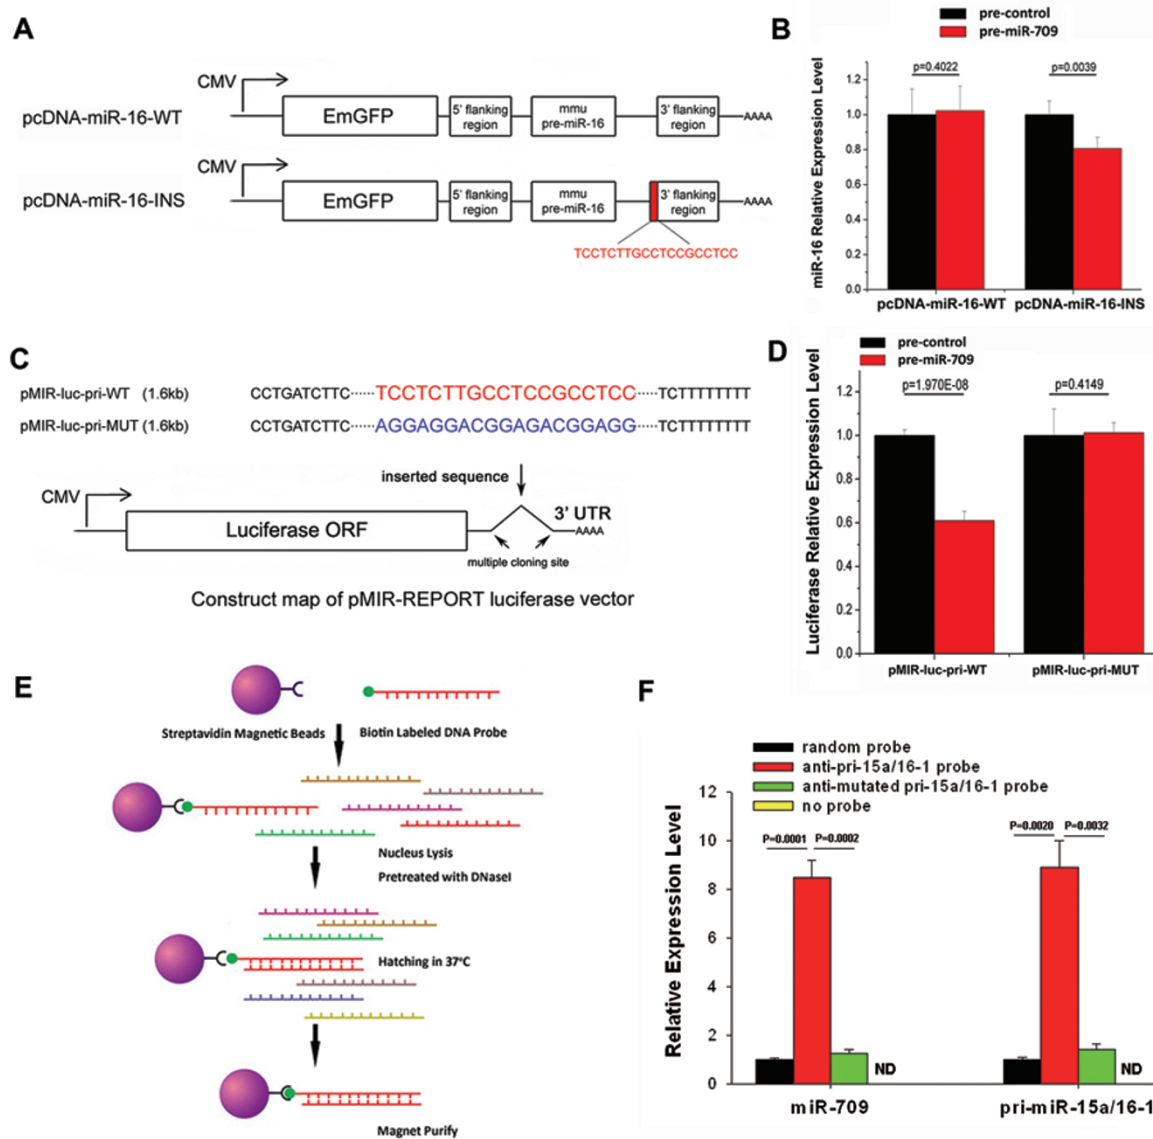 A
CMV
pcDNA-miR-16-WT
EmGFP
5' flanking
region
mmu
pre-miR-16
3' flanking
region
AAAA
CMV
pcDNA-miR-16-INS
EmGFP
5' flanking
region
mmu
pre-miR-16
3' flanking
region
AAAA
TCCTCTTGCCTCCGCCTCC
B
pre-control
pre-miR-709
miR-16 Relative Expression Level
1.2
1.0
0.8
0.6
0.4
0.2
0.0
p=0.4022
p=0.0039
pcDNA-miR-16-WT
pcDNA-miR-16-INS
C
pMIR-luc-pri-WT (1.6kb) CCTGATCTTC······TCCTCTTGCCTCCGCCTCC······TCTTTTTTTT
pMIR-luc-pri-MUT (1.6kb) CCTGATCTTC······AGGAGGACGGAGACGGAGG······TCTTTTTTTT
inserted sequence
CMV
Luciferase ORF
3' UTR
AAAA
multiple cloning site
Construct map of pMIR-REPORT luciferase vector
D
pre-control
pre-miR-709
Luciferase Relative Expression Level
1.2
1.0
0.8
0.6
0.4
0.2
0.0
p=1.970E-08
p=0.4149
pMIR-luc-pri-WT
pMIR-luc-pri-MUT
E
Streptavidin Magnetic Beads
Biotin Labeled DNA Probe
Nucleus Lysis
Pretreated with DNaseI
Hatching in 37°C
Magnet Purify
F
random probe
anti-pri-15a/16-1 probe
anti-mutated pri-15a/16-1 probe
no probe
Relative Expression Level
12
10
8
6
4
2
0
P=0.0001
P=0.0002
P=0.0020
P=0.0032
ND
ND
miR-709
pri-miR-15a/16-1